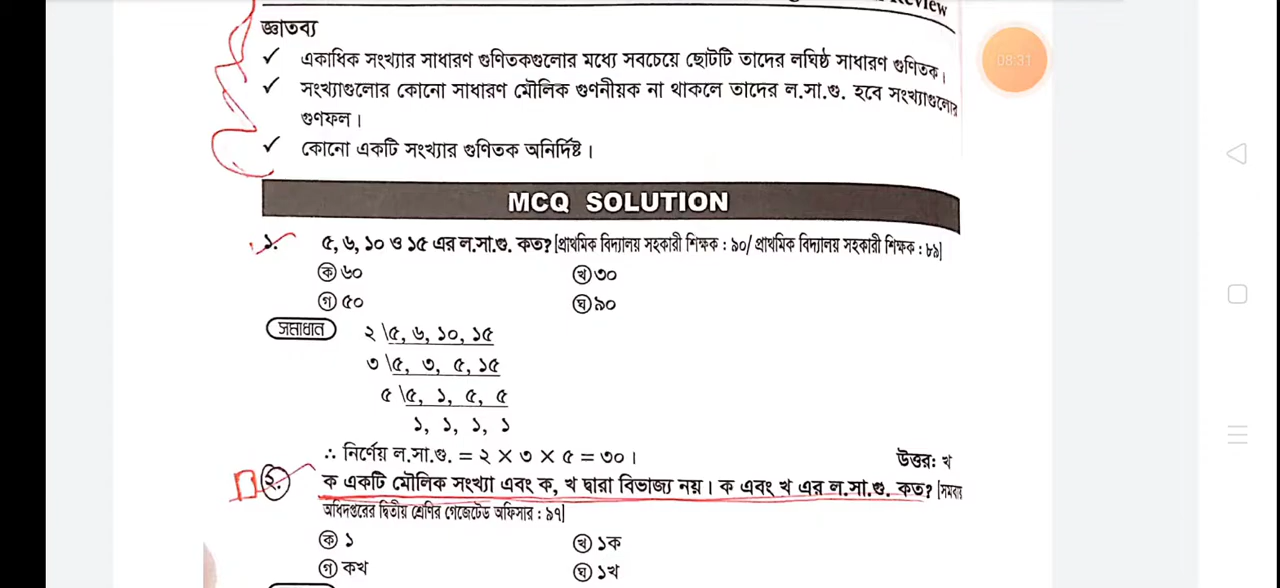 Review
জ্ঞাতব্য
✓ একাধিক সংখ্যার সাধারণ গুণিতকগুলোর মধ্যে সবচেয়ে ছোটটি তাদের লঘিষ্ঠ সাধারণ গুণিতক।
✓ সংখ্যাগুলোর কোনো সাধারণ মৌলিক গুণনীয়ক না থাকলে তাদের ল.সা.গু. হবে সংখ্যাগুলোর
গুণফল।
✓ কোনো একটি সংখ্যার গুণিতক অনির্দিষ্ট।
08:31
MCQ SOLUTION
১. ৫, ৬, ১০ ও ১৫ এর ল.সা.গু. কত? [প্রাথমিক বিদ্যালয় সহকারী শিক্ষক : ৯০/ প্রাথমিক বিদ্যালয় সহকারী শিক্ষক : ৮৯]
ক ৬০ খ ৩০
গ ৫০ ঘ ৯০
সমাধান ২ \৫, ৬, ১০, ১৫
৩ \৫, ৩, ৫, ১৫
৫ \৫, ১, ৫, ৫
১, ১, ১, ১
∴ নির্ণেয় ল.সা.গু. = ২ × ৩ × ৫ = ৩০। উত্তর: খ
২. ক একটি মৌলিক সংখ্যা এবং ক, খ দ্বারা বিভাজ্য নয়। ক এবং খ এর ল.সা.গু. কত? [সমবায়
অধিদপ্তরের দ্বিতীয় শ্রেণির গেজেটেড অফিসার : ৯৭]
ক ১ খ ১ক
গ কখ ঘ ১খ